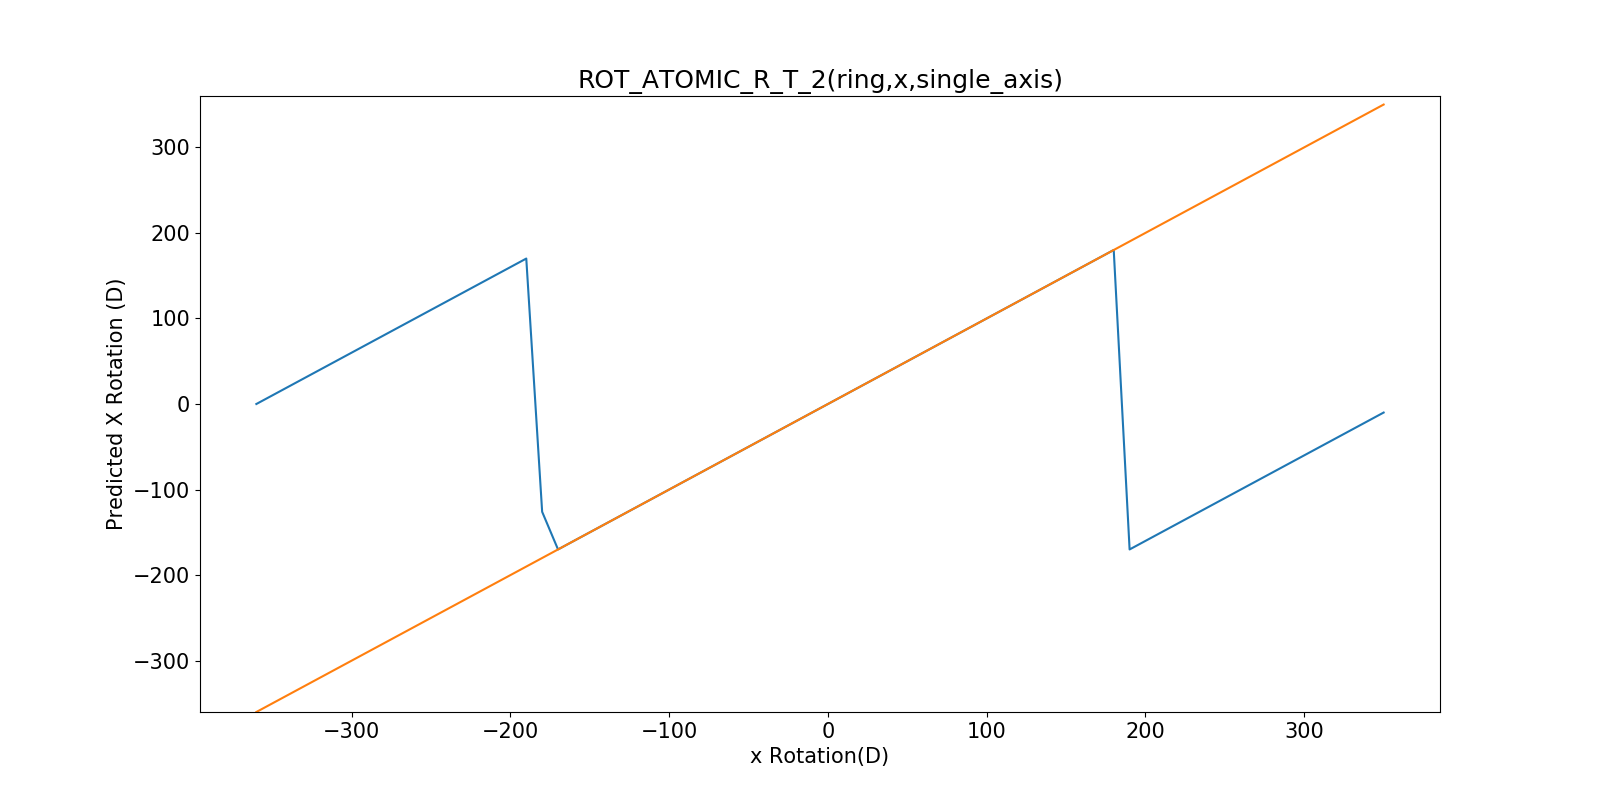 ROT_ATOMIC_R_T_2(ring,x,single_axis)
300
200
100
0
−100
−200
−300
Predicted X Rotation (D)
−300 −200 −100 0 100 200 300
x Rotation(D)